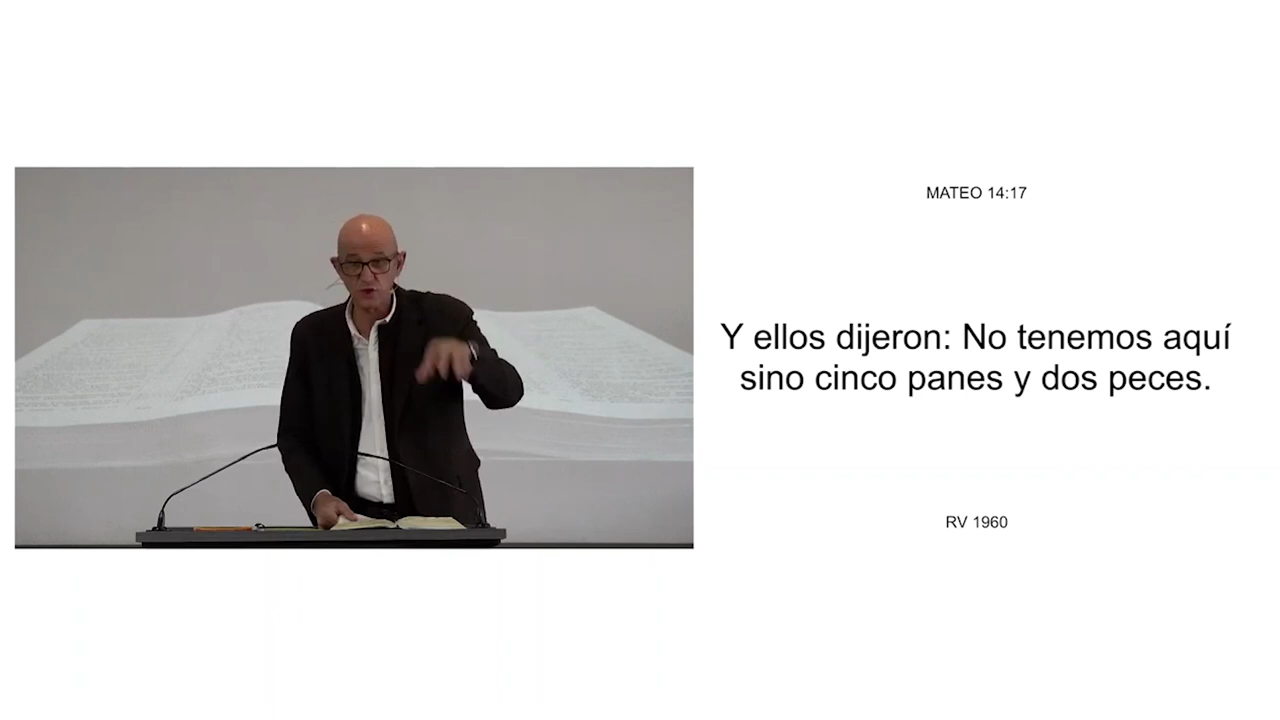 MATEO 14:17
Y ellos dijeron: No tenemos aquí
sino cinco panes y dos peces.
RV 1960